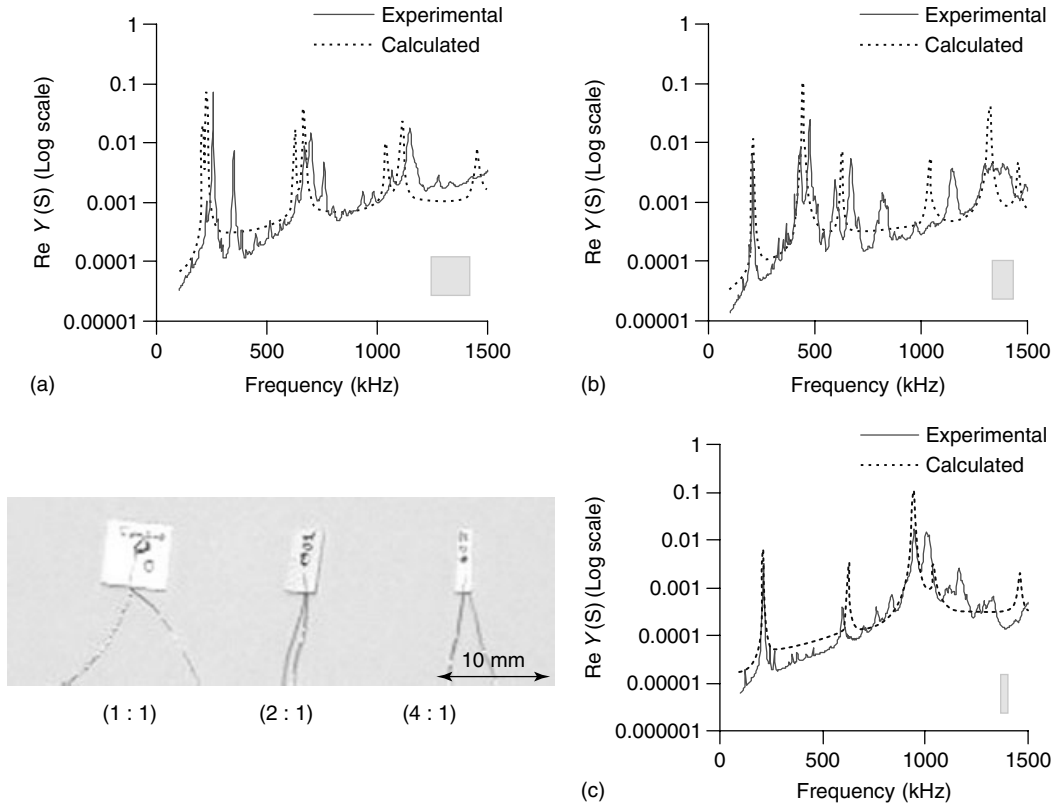 (a)
Experimental
Calculated
Re Y (S) (Log scale)
1
0.1
0.01
0.001
0.0001
0.00001
0 500 1000 1500
Frequency (kHz)
(b)
Experimental
Calculated
Re Y (S) (Log scale)
1
0.1
0.01
0.001
0.0001
0.00001
0 500 1000 1500
Frequency (kHz)
10 mm
(1 : 1) (2 : 1) (4 : 1)
(c)
Experimental
Calculated
Re Y (S) (Log scale)
1
0.1
0.01
0.001
0.0001
0.00001
0.000001
0 500 1000 1500
Frequency (kHz)